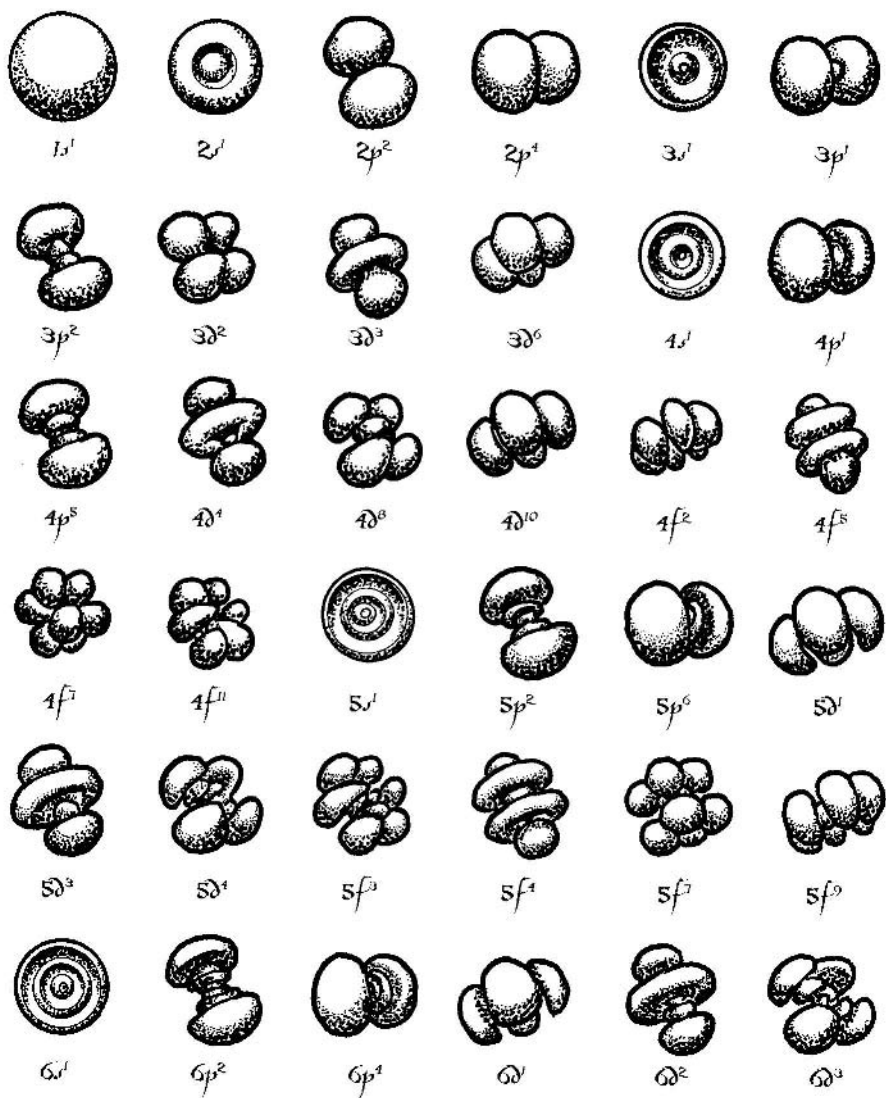 1s¹ 2s¹ 2p² 2p⁴ 3s¹ 3p¹
3p² 3d² 3d³ 3d⁶ 4s¹ 4p¹
4p⁵ 4d⁴ 4d⁸ 4d¹⁰ 4f² 4f⁵
4f⁷ 4f¹¹ 5s¹ 5p² 5p⁶ 5d¹
5d³ 5d⁴ 5f³ 5f⁴ 5f⁷ 5f⁹
6s¹ 6p² 6p⁴ 6d¹ 6d² 6d³